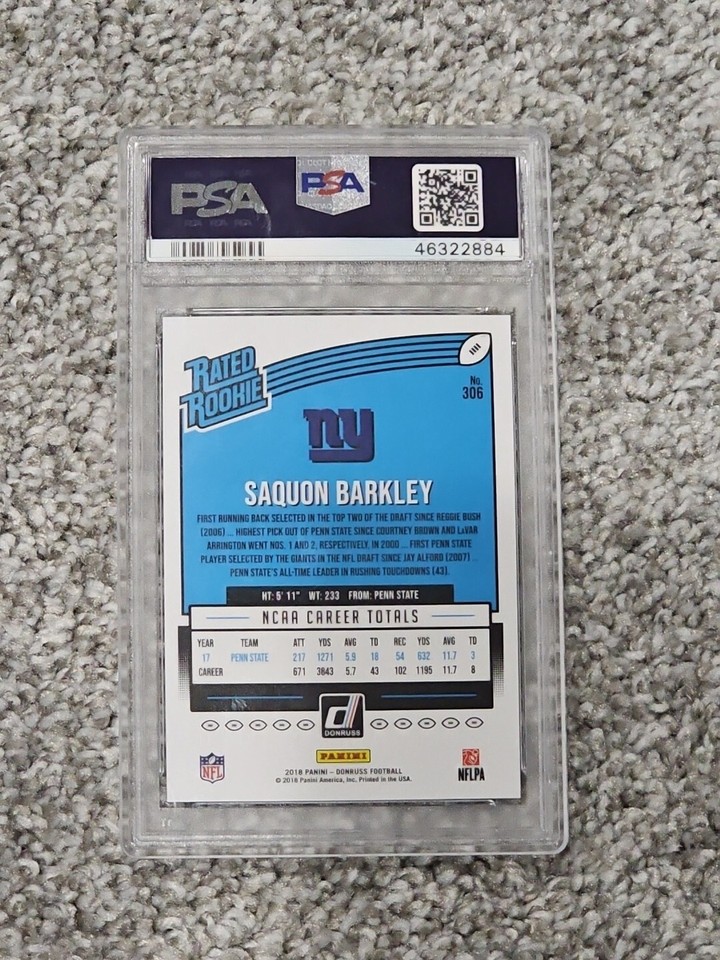 PSA
PSA
46322884
RATED
ROOKIE
No.
306
ny
SAQUON BARKLEY
FIRST RUNNING BACK SELECTED IN THE TOP TWO OF THE DRAFT SINCE REGGIE BUSH
(2006) ... HIGHEST PICK OUT OF PENN STATE SINCE COURTNEY BROWN AND LaVAR
ARRINGTON WENT NOS. 1 AND 2, RESPECTIVELY, IN 2000 ... FIRST PENN STATE
PLAYER SELECTED BY THE GIANTS IN THE NFL DRAFT SINCE JAY ALFORD (2007) ...
PENN STATE'S ALL-TIME LEADER IN RUSHING TOUCHDOWNS (43).
HT: 5' 11" WT: 233 FROM: PENN STATE
NCAA CAREER TOTALS
YEAR TEAM ATT YDS AVG TD REC YDS AVG TD
17 PENN STATE 217 1271 5.9 18 54 632 11.7 3
CAREER 671 3843 5.7 43 102 1195 11.7 8
d
DONRUSS
NFL
PANINI
NFLPA
2018 PANINI – DONRUSS FOOTBALL
© 2018 Panini America, Inc. Printed in the USA.